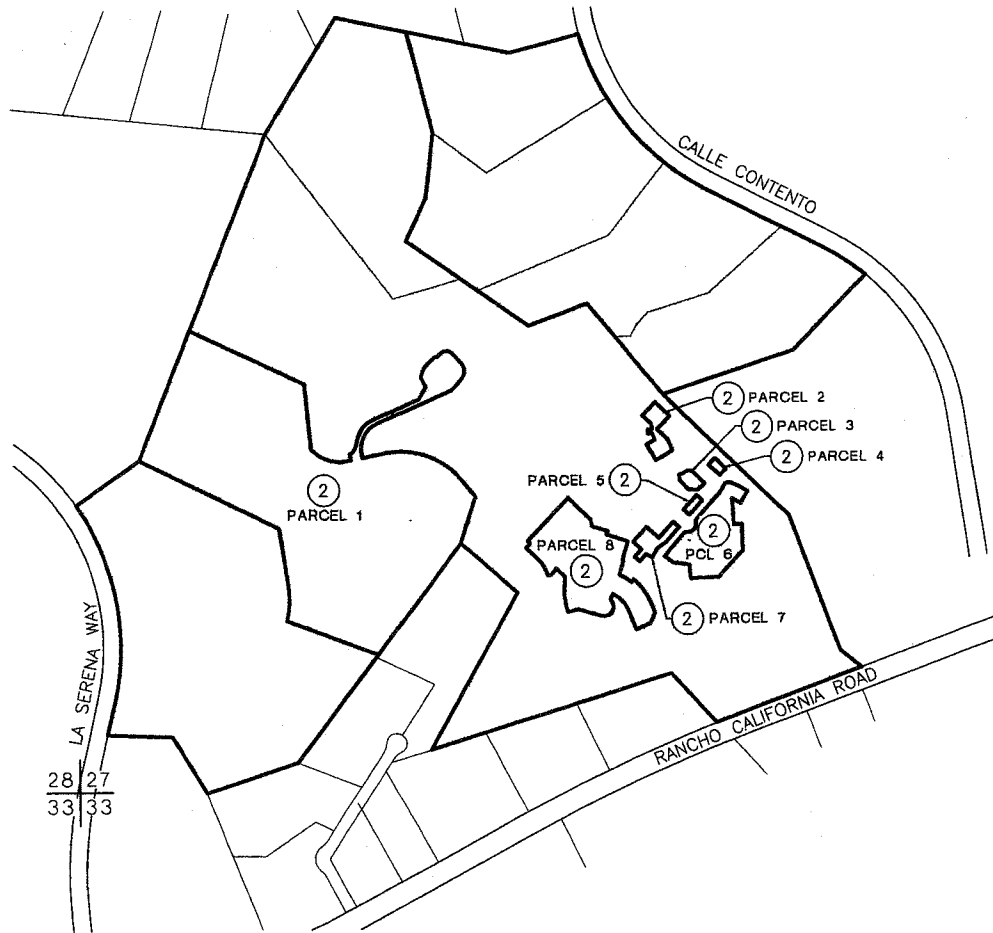 CALLE CONTENTO
2 PARCEL 2
2 PARCEL 3
2 PARCEL 4
PARCEL 5 2
2
PARCEL 1
2
PCL 6
PARCEL 8
2
2 PARCEL 7
LA SERENA WAY
RANCHO CALIFORNIA ROAD
28 27
33 33